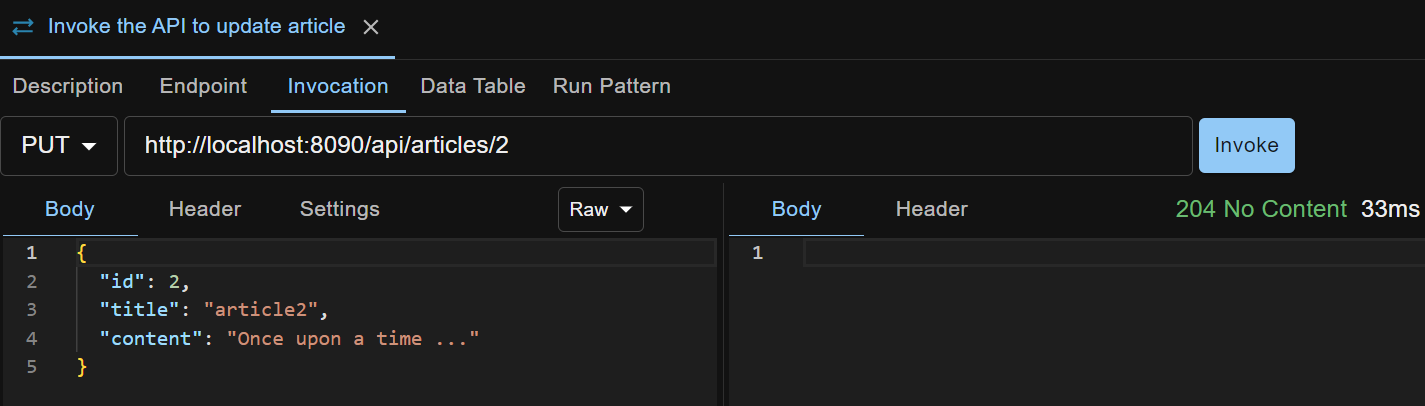 Invoke the API to update article
Description Endpoint Invocation Data Table Run Pattern
PUT http://localhost:8090/api/articles/2 Invoke
Body Header Settings Raw Body Header 204 No Content 33ms
1 {
2 "id": 2,
3 "title": "article2",
4 "content": "Once upon a time ..."
5 }
1